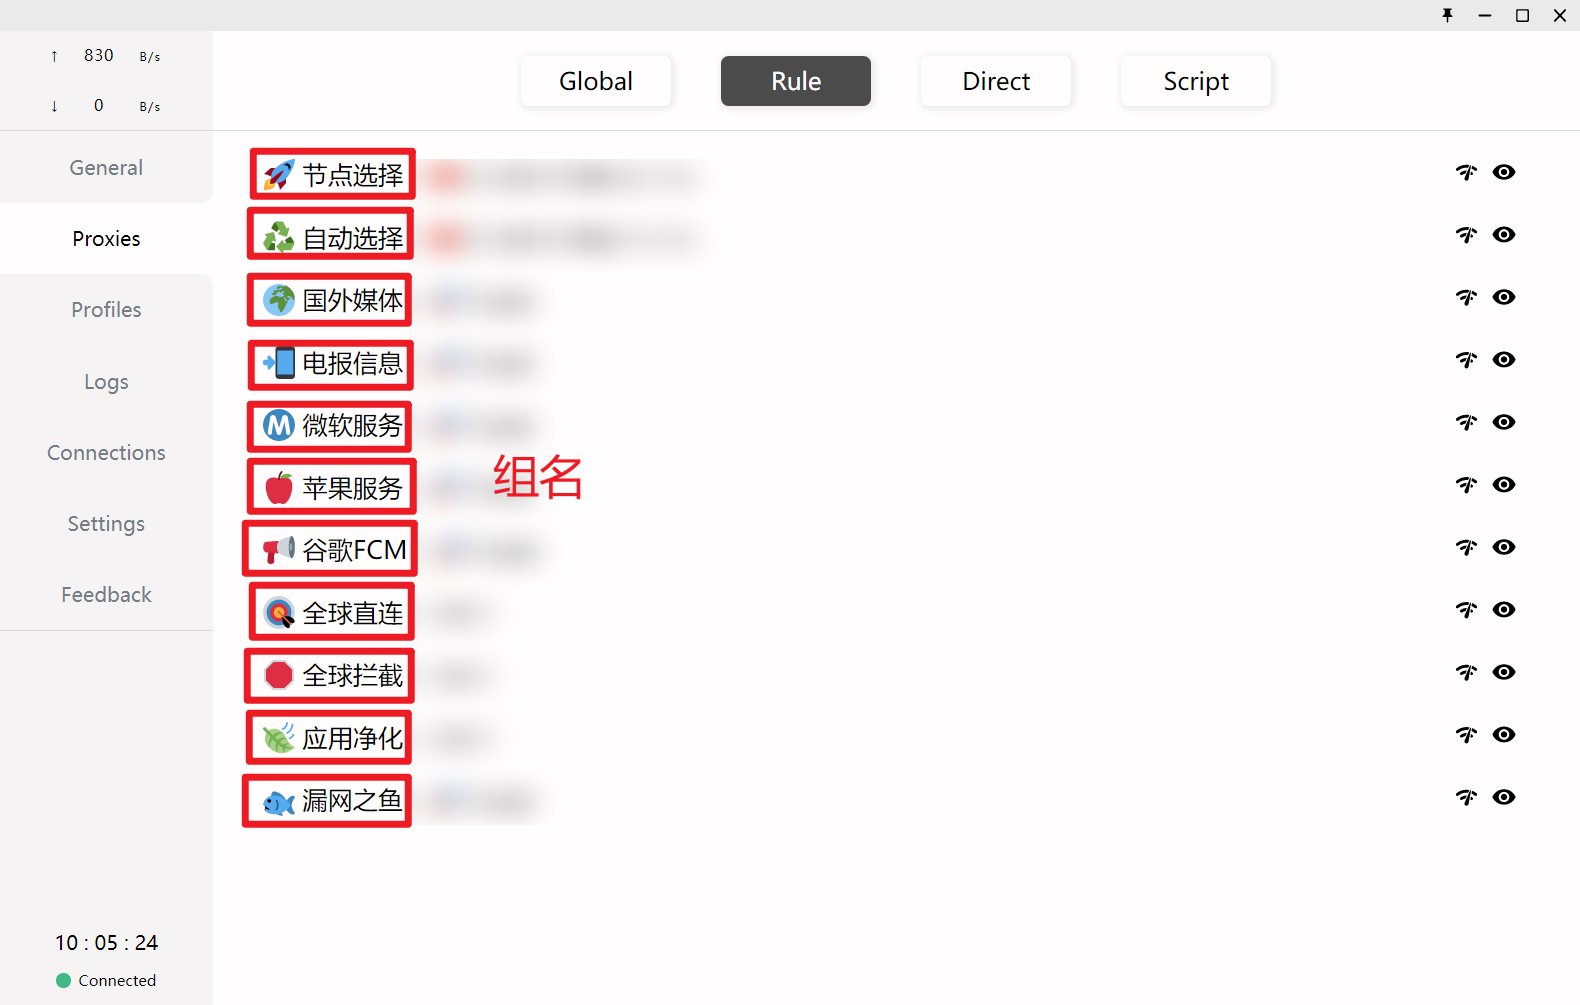 ↑ 830 B/s
↓ 0 B/s
Global Rule Direct Script
General
Proxies
Profiles
Logs
Connections
Settings
Feedback
节点选择
自动选择
国外媒体
电报信息
M 微软服务
苹果服务
组名
谷歌FCM
全球直连
全球拦截
应用净化
漏网之鱼
10 : 05 : 24
Connected